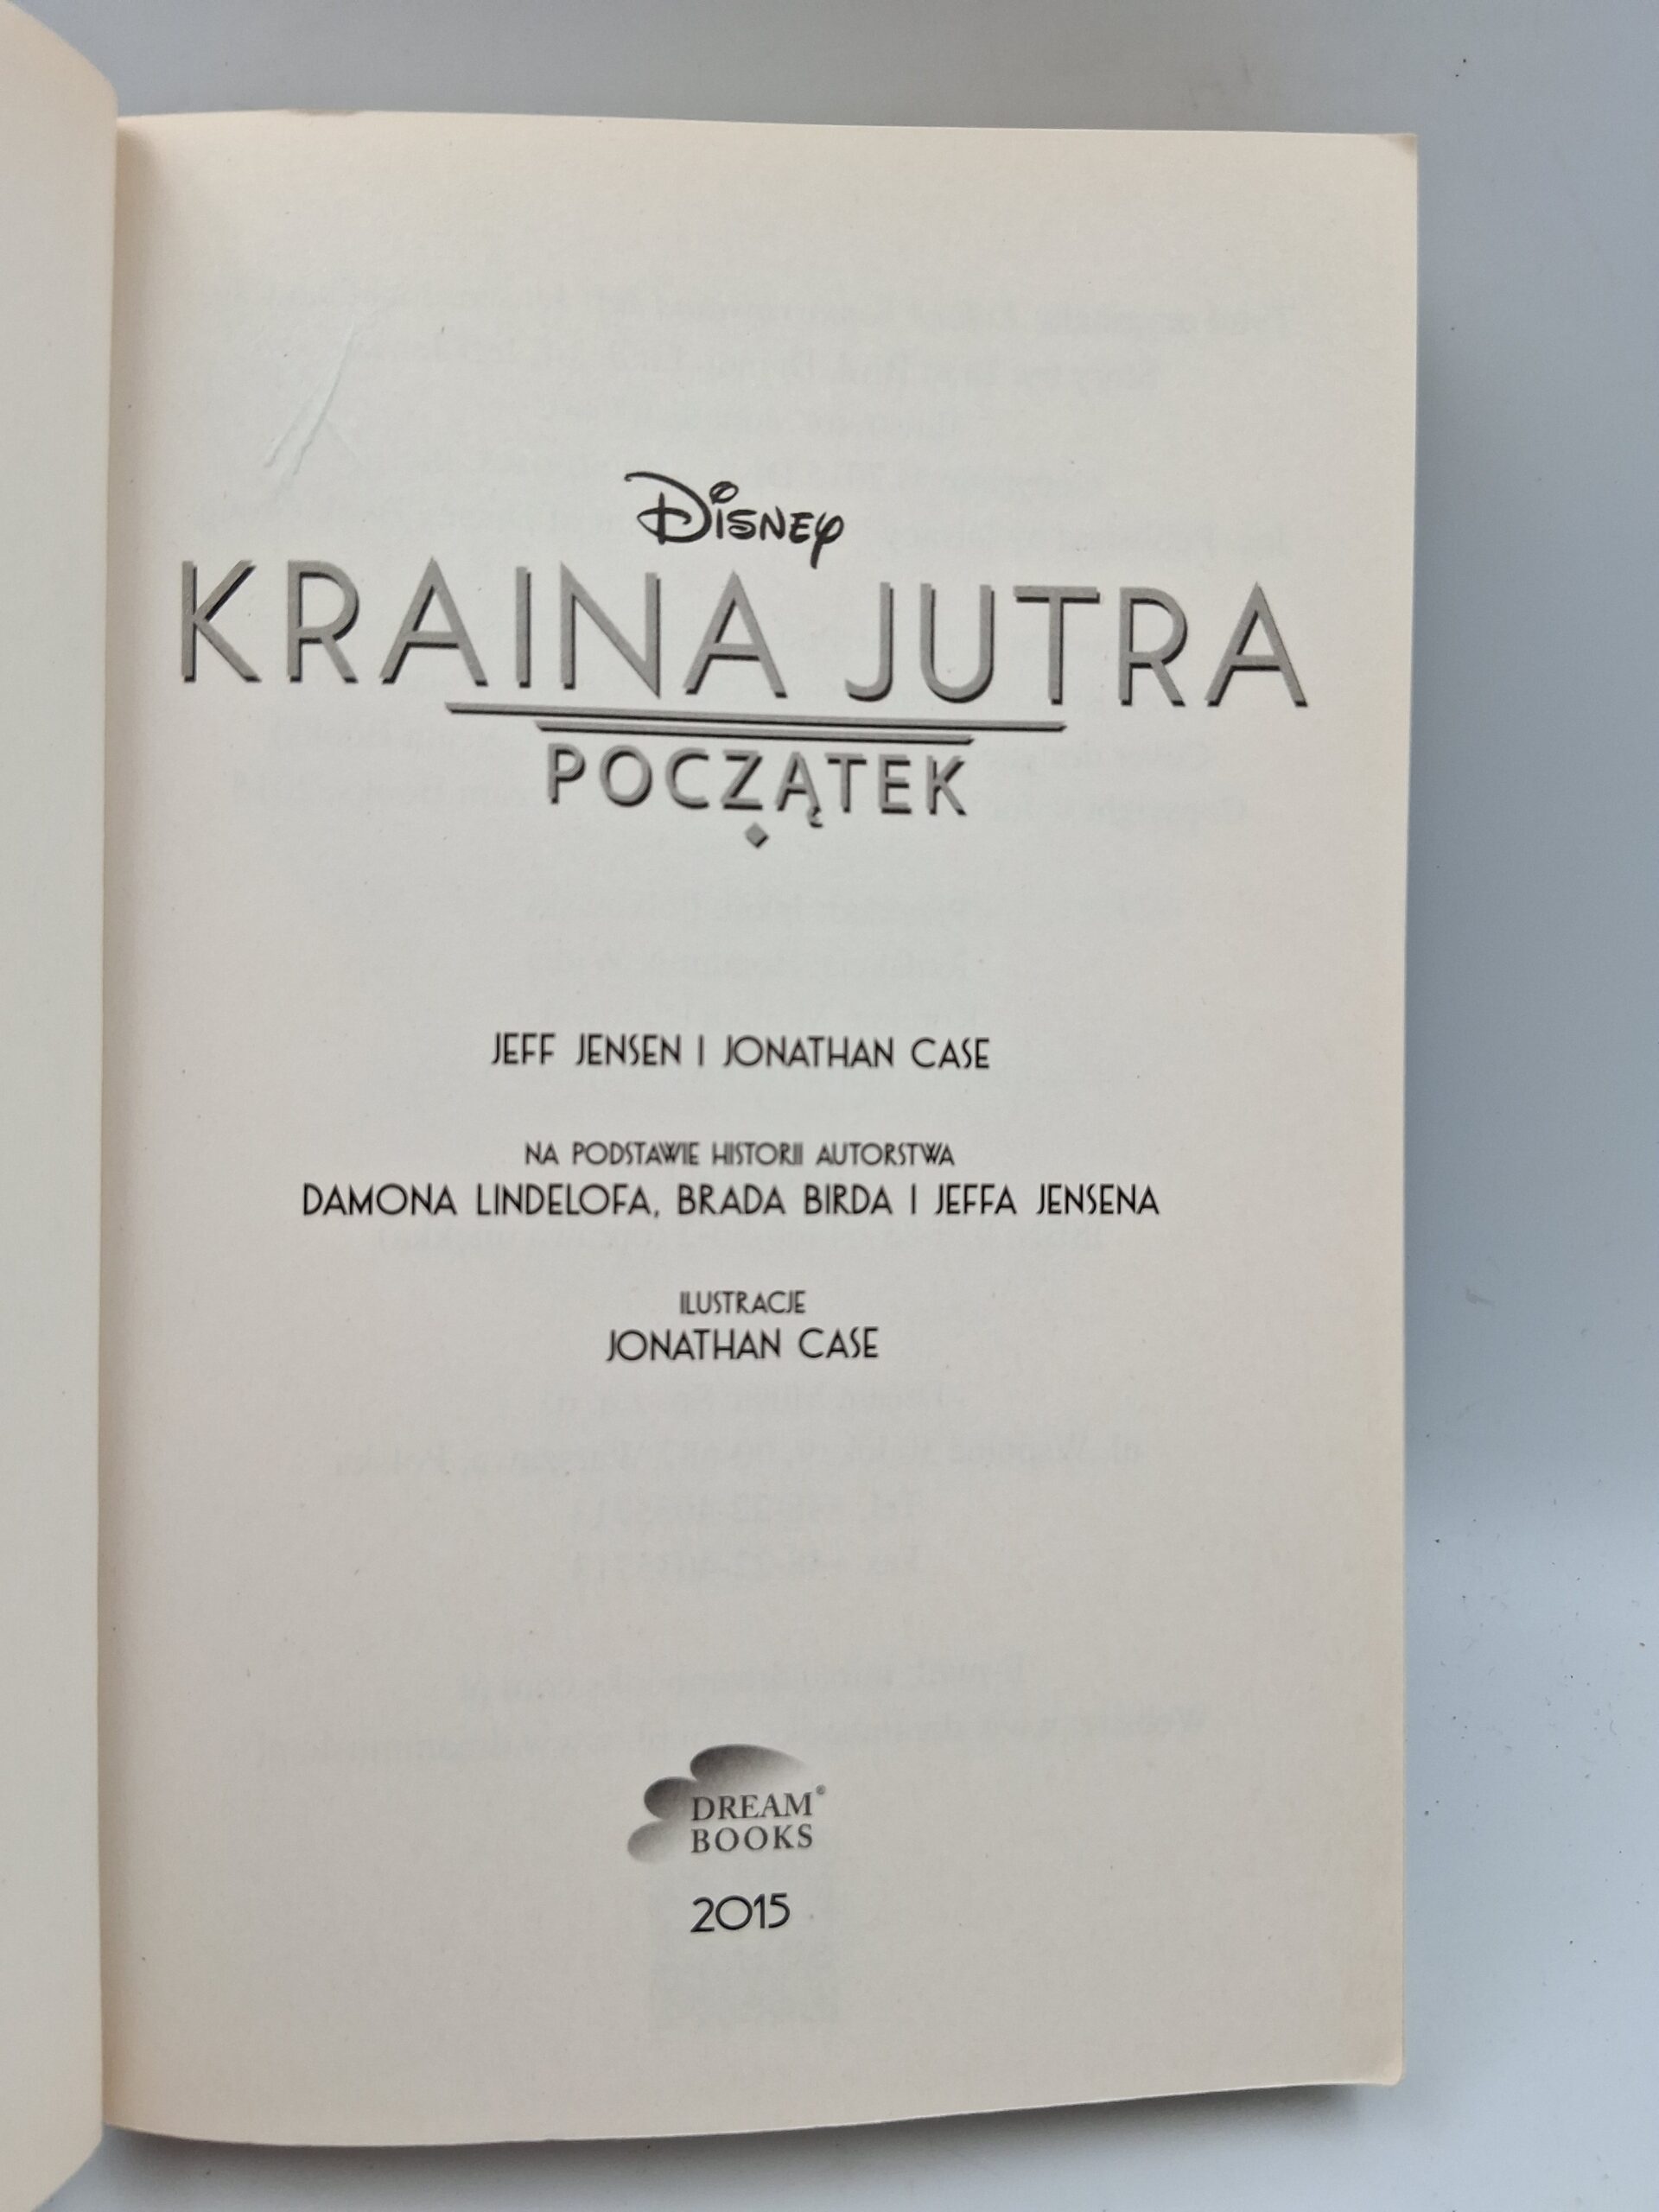 Disney
KRAINA JUTRA
POCZĄTEK
JEFF JENSEN I JONATHAN CASE
NA PODSTAWIE HISTORII AUTORSTWA
DAMONA LINDELOFA, BRADA BIRDA I JEFFA JENSENA
ILUSTRACJE
JONATHAN CASE
DREAM®
BOOKS
2015